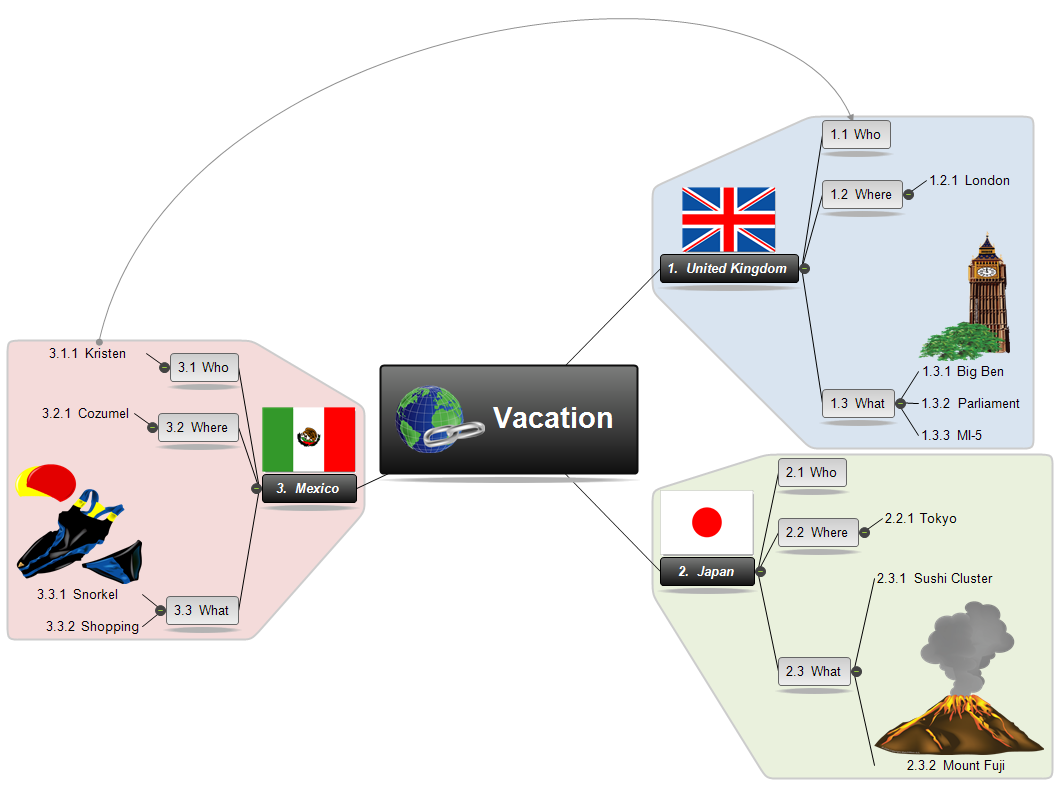 Vacation
1. United Kingdom
1.1 Who
1.2 Where
1.2.1 London
1.3 What
1.3.1 Big Ben
1.3.2 Parliament
1.3.3 MI-5
2. Japan
2.1 Who
2.2 Where
2.2.1 Tokyo
2.3 What
2.3.1 Sushi Cluster
2.3.2 Mount Fuji
3. Mexico
3.1 Who
3.1.1 Kristen
3.2 Where
3.2.1 Cozumel
3.3 What
3.3.1 Snorkel
3.3.2 Shopping